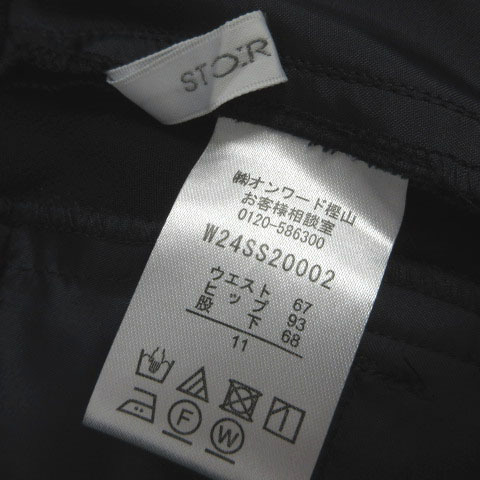 STO:R
㈱オンワード樫山
お客様相談室
0120-586300
W24SS20002
ウエスト 67
ヒップ 93
股下 68
11
F
W